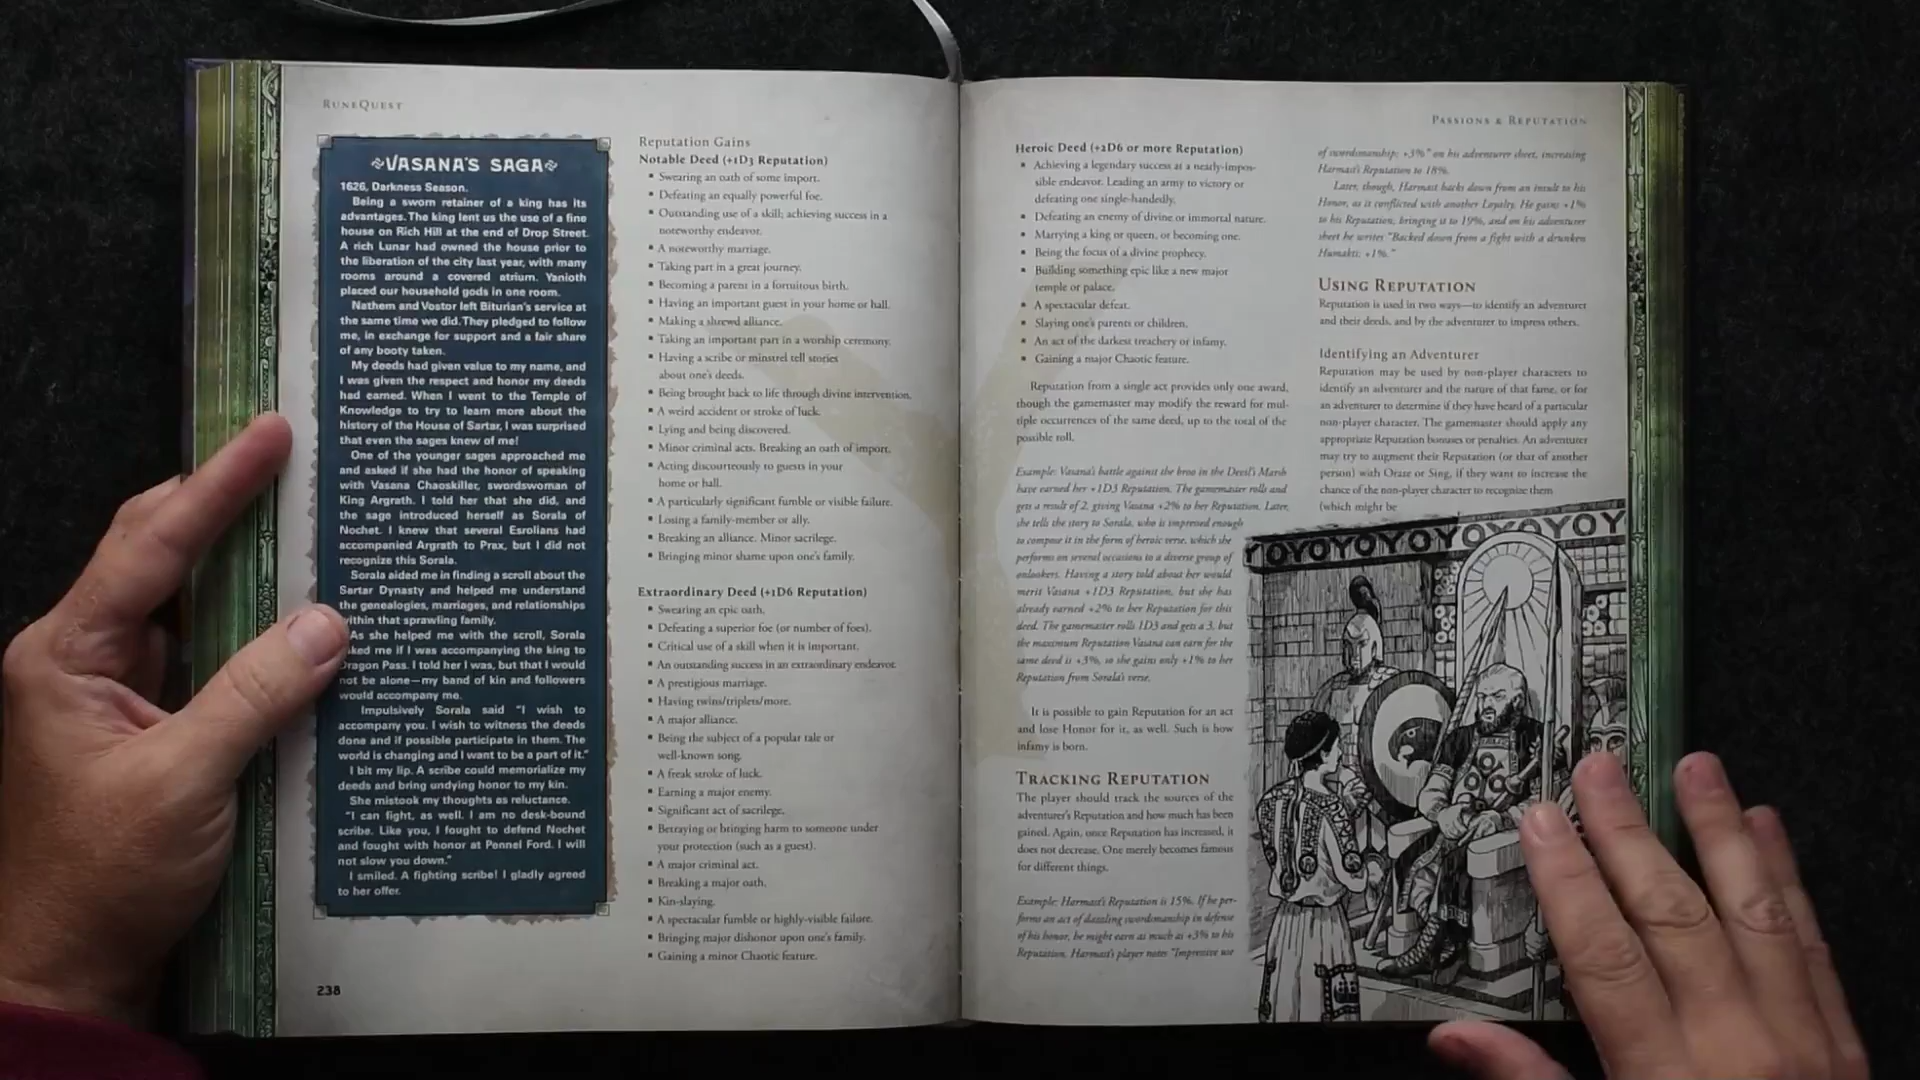 RUNEQUEST
VASANA'S SAGA
1626, Darkness Season.
Being a sworn retainer of a king has its
advantages. The king lent us the use of a fine
house on Rich Hill at the end of Drop Street.
A rich Lunar had owned the house prior to
the liberation of the city last year, with many
rooms around a covered atrium. Yanioth
placed our household gods in one room.
Nathem and Vostor left Biturian's service at
the same time we did. They pledged to follow
me, in exchange for support and a fair share
of any booty taken.
My deeds had given value to my name, and
I was given the respect and honor my deeds
had earned. When I went to the Temple of
Knowledge to try to learn more about the
history of the House of Sartar, I was surprised
that even the sages knew of me!
One of the younger sages approached me
and asked if she had the honor of speaking
with Vasana Chaoskiller, swordswoman of
King Argrath. I told her that she did, and
the sage introduced herself as Sorala of
Nochet. I knew that several Esrolians had
accompanied Argrath to Prax, but I did not
recognize this Sorala.
Sorala aided me in finding a scroll about the
Sartar Dynasty and helped me understand
the genealogies, marriages, and relationships
within that sprawling family.
As she helped me with the scroll, Sorala
asked me if I was accompanying the king to
Dragon Pass. I told her I was, but that I would
not be alone—my band of kin and followers
would accompany me.
Impulsively Sorala said "I wish to
accompany you. I wish to witness the deeds
done and if possible participate in them. The
world is changing and I want to be a part of it."
I bit my lip. A scribe could memorialize my
deeds and bring undying honor to my kin.
She mistook my thoughts as reluctance.
"I can fight, as well. I am no desk-bound
scribe. Like you, I fought to defend Nochet
and fought with honor at Pennel Ford. I will
not slow you down."
I smiled. A fighting scribe! I gladly agreed
to her offer.
238
Reputation Gains
Notable Deed (+1D3 Reputation)
▪ Swearing an oath of some import.
▪ Defeating an equally powerful foe.
▪ Outstanding use of a skill; achieving success in a
noteworthy endeavor.
▪ A noteworthy marriage.
▪ Taking part in a great journey.
▪ Becoming a parent in a fortuitous birth.
▪ Having an important guest in your home or hall.
▪ Making a shrewd alliance.
▪ Taking an important part in a worship ceremony.
▪ Having a scribe or minstrel tell stories
about one's deeds.
▪ Being brought back to life through divine intervention.
▪ A weird accident or stroke of luck.
▪ Lying and being discovered.
▪ Minor criminal acts. Breaking an oath of import.
▪ Acting discourteously to guests in your
home or hall.
▪ A particularly significant fumble or visible failure.
▪ Losing a family-member or ally.
▪ Breaking an alliance. Minor sacrilege.
▪ Bringing minor shame upon one's family.
Extraordinary Deed (+1D6 Reputation)
▪ Swearing an epic oath.
▪ Defeating a superior foe (or number of foes).
▪ Critical use of a skill when it is important.
▪ An outstanding success in an extraordinary endeavor.
▪ A prestigious marriage.
▪ Having twins/triplets/more.
▪ A major alliance.
▪ Being the subject of a popular tale or
well-known song.
▪ A freak stroke of luck.
▪ Earning a major enemy.
▪ Significant act of sacrilege.
▪ Betraying or bringing harm to someone under
your protection (such as a guest).
▪ A major criminal act.
▪ Breaking a major oath.
▪ Kin-slaying.
▪ A spectacular fumble or highly-visible failure.
▪ Bringing major dishonor upon one's family.
▪ Gaining a minor Chaotic feature.
PASSIONS & REPUTATION
Heroic Deed (+2D6 or more Reputation)
▪ Achieving a legendary success at a nearly-impos-
sible endeavor. Leading an army to victory or
defeating one single-handedly.
▪ Defeating an enemy of divine or immortal nature.
▪ Marrying a king or queen, or becoming one.
▪ Being the focus of a divine prophecy.
▪ Building something epic like a new major
temple or palace.
▪ A spectacular defeat.
▪ Slaying one's parents or children.
▪ An act of the darkest treachery or infamy.
▪ Gaining a major Chaotic feature.
Reputation from a single act provides only one award,
though the gamemaster may modify the reward for mul-
tiple occurrences of the same deed, up to the total of the
possible roll.
Example: Vasana's battle against the broo in the Devil's Marsh
have earned her +1D3 Reputation. The gamemaster rolls and
gets a result of 2, giving Vasana +2% to her Reputation. Later,
she tells the story to Sorala, who is impressed enough
to compose it in the form of heroic verse, which she
performs on several occasions to a diverse group of
onlookers. Having a story told about her would
merit Vasana +1D3 Reputation, but she has
already earned +2% to her Reputation for this
deed. The gamemaster rolls 1D3 and gets a 3, but
the maximum Reputation Vasana can earn for the
same deed is +3%, so she gains only +1% to her
Reputation from Sorala's verse.
It is possible to gain Reputation for an act
and lose Honor for it, as well. Such is how
infamy is born.
TRACKING REPUTATION
The player should track the sources of the
adventurer's Reputation and how much has been
gained. Again, once Reputation has increased, it
does not decrease. One merely becomes famous
for different things.
Example: Harmast's Reputation is 15%. If he per-
forms an act of dazzling swordsmanship in defense
of his honor, he might earn as much as +3% to his
Reputation. Harmast's player notes "Impressive use
of swordsmanship; +3%" on his adventurer sheet, increasing
Harmast's Reputation to 18%.
Later, though, Harmast backs down from an insult to his
Honor, as it conflicted with another Loyalty. He gains +1%
to his Reputation, bringing it to 19%, and on his adventurer
sheet he writes "Backed down from a fight with a drunken
Humakti; +1%."
USING REPUTATION
Reputation is used in two ways—to identify an adventurer
and their deeds, and by the adventurer to impress others.
Identifying an Adventurer
Reputation may be used by non-player characters to
identify an adventurer and the nature of that fame, or for
an adventurer to determine if they have heard of a particular
non-player character. The gamemaster should apply any
appropriate Reputation bonuses or penalties. An adventurer
may try to augment their Reputation (or that of another
person) with Orate or Sing, if they want to increase the
chance of the non-player character to recognize them
(which might be